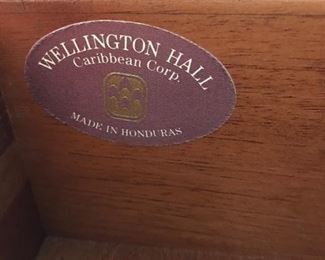 WELLINGTON HALL
Caribbean Corp.
MADE IN HONDURAS